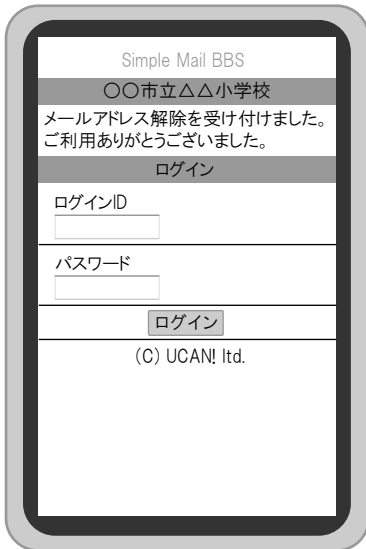 Simple Mail BBS
〇〇市立△△小学校
メールアドレス解除を受け付けました。
ご利用ありがとうございました。
ログイン
ログインID
パスワード
ログイン
(C) UCAN! ltd.